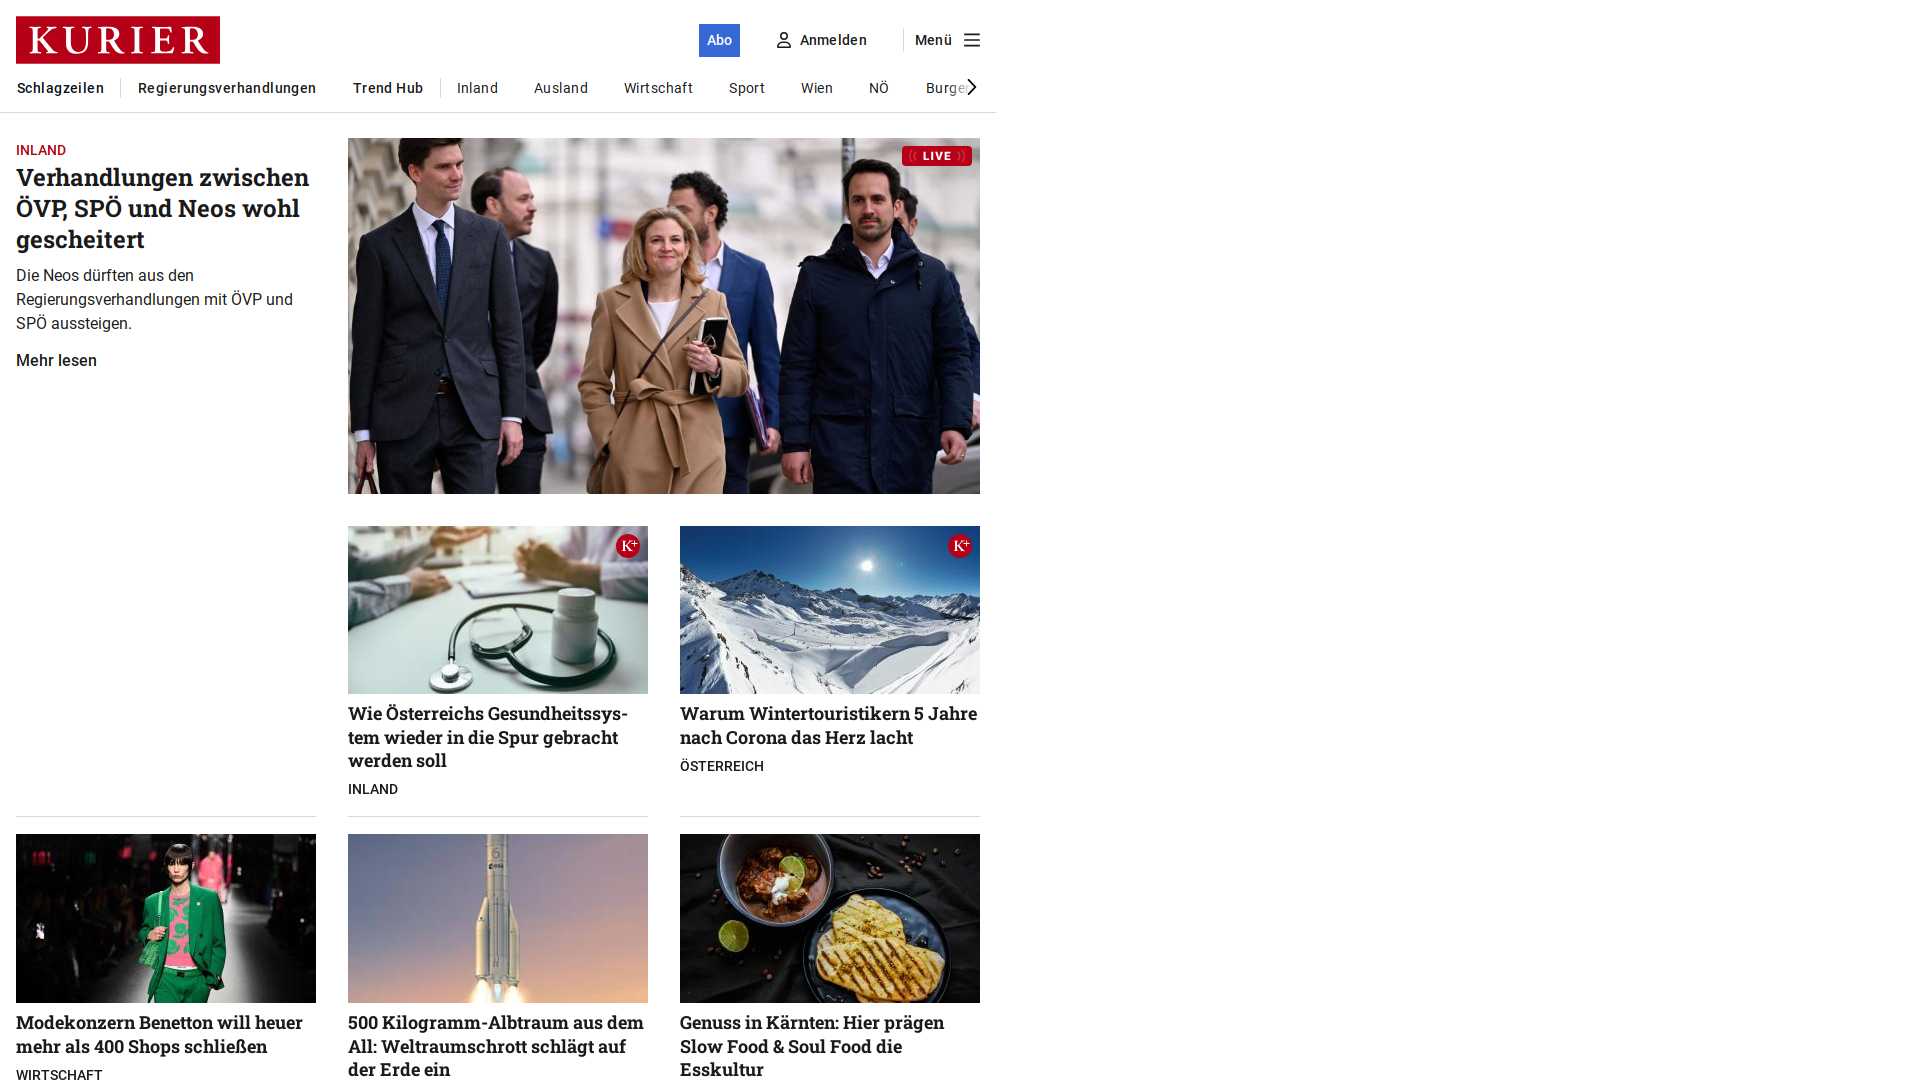 KURIER
Abo
Anmelden
Menü
Schlagzeilen
Regierungsverhandlungen
Trend Hub
Inland
Ausland
Wirtschaft
Sport
Wien
NÖ
INLAND
Verhandlungen zwischen
ÖVP, SPÖ und Neos wohl
gescheitert
Die Neos dürften aus den
Regierungsverhandlungen mit ÖVP und
SPÖ aussteigen.
Mehr lesen
LIVE
K+
K+
Wie Österreichs Gesundheitssys-
tem wieder in die Spur gebracht
werden soll
INLAND
Warum Wintertouristikern 5 Jahre
nach Corona das Herz lacht
ÖSTERREICH
6
esa
Modekonzern Benetton will heuer
mehr als 400 Shops schließen
WIRTSCHAFT
500 Kilogramm-Albtraum aus dem
All: Weltraumschrott schlägt auf
der Erde ein
Genuss in Kärnten: Hier prägen
Slow Food & Soul Food die
Esskultur